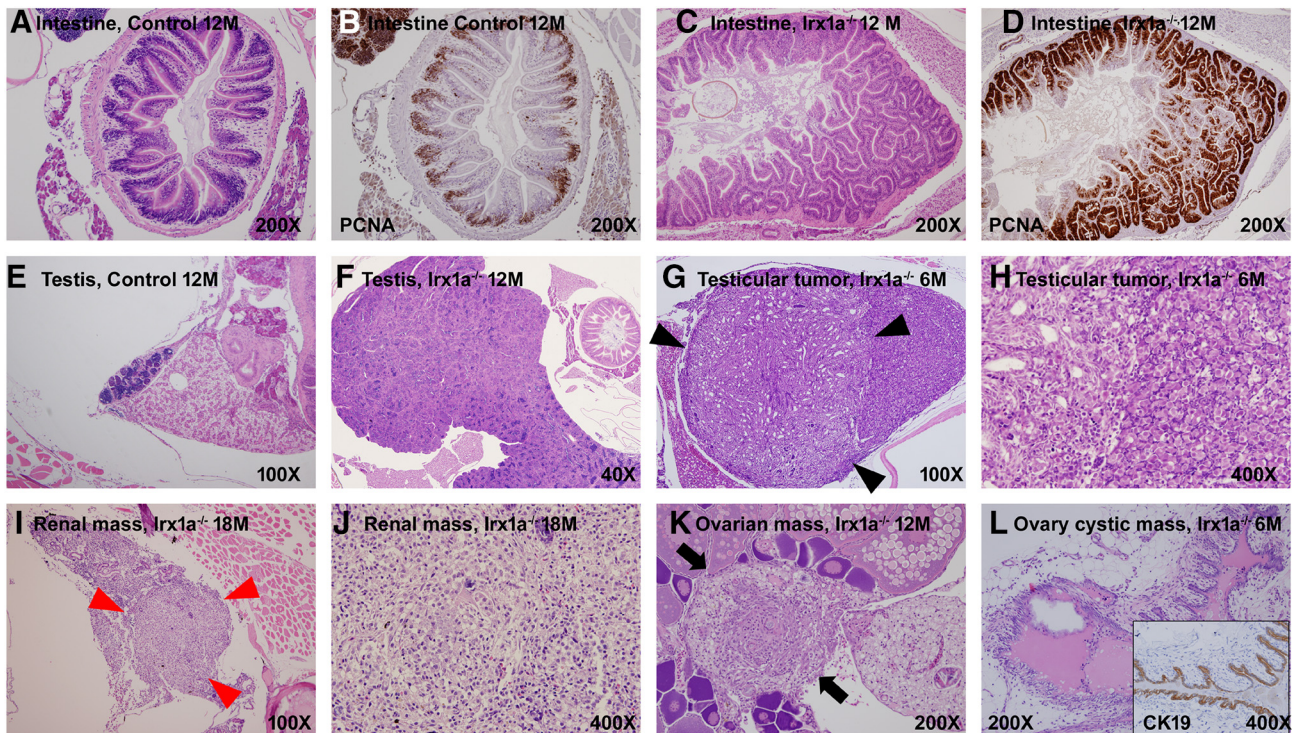 A Intestine, Control 12M
200X
B Intestine Control 12M
PCNA 200X
C Intestine, Irx1a-/- 12 M
200X
D Intestine, Irx1a-/- 12M
PCNA 200X
E Testis, Control 12M
100X
F Testis, Irx1a-/- 12M
40X
G Testicular tumor, Irx1a-/- 6M
100X
H Testicular tumor, Irx1a-/- 6M
400X
I Renal mass, Irx1a-/- 18M
100X
J Renal mass, Irx1a-/- 18M
400X
K Ovarian mass, Irx1a-/- 12M
200X
L Ovary cystic mass, Irx1a-/- 6M
200X CK19 400X